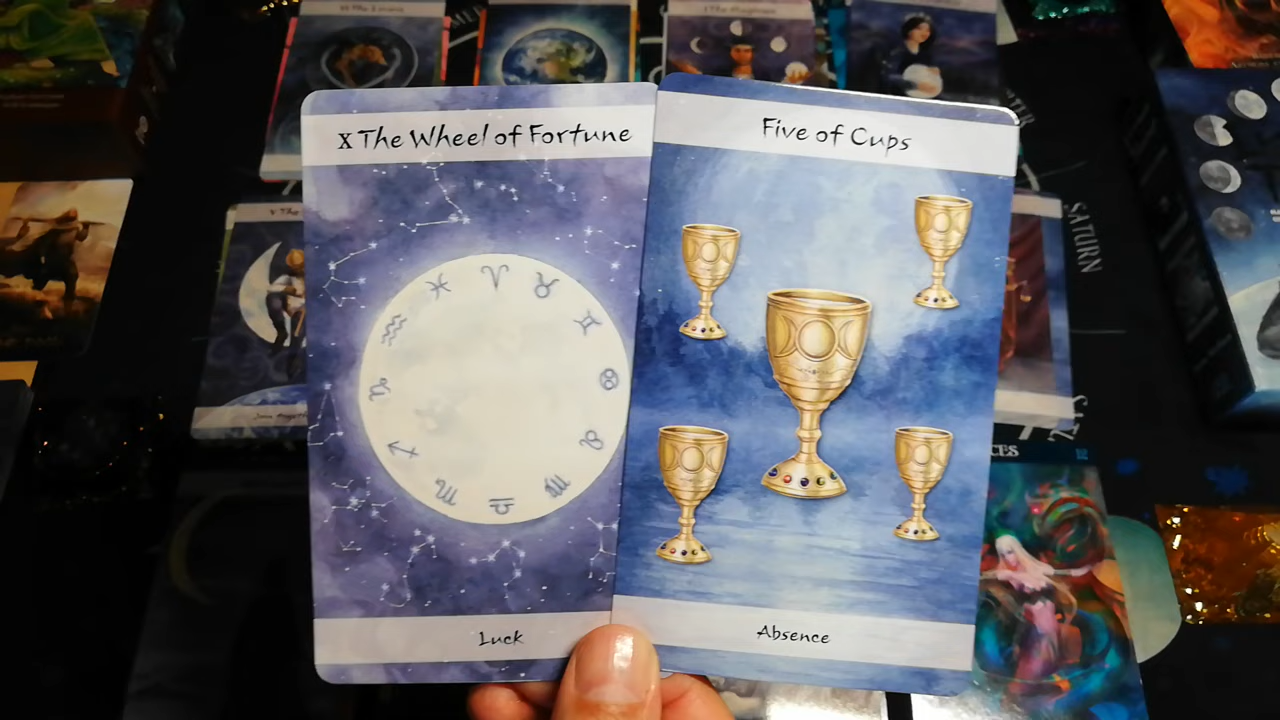 X The Wheel of Fortune
Five of Cups
Luck
Absence
SATURN